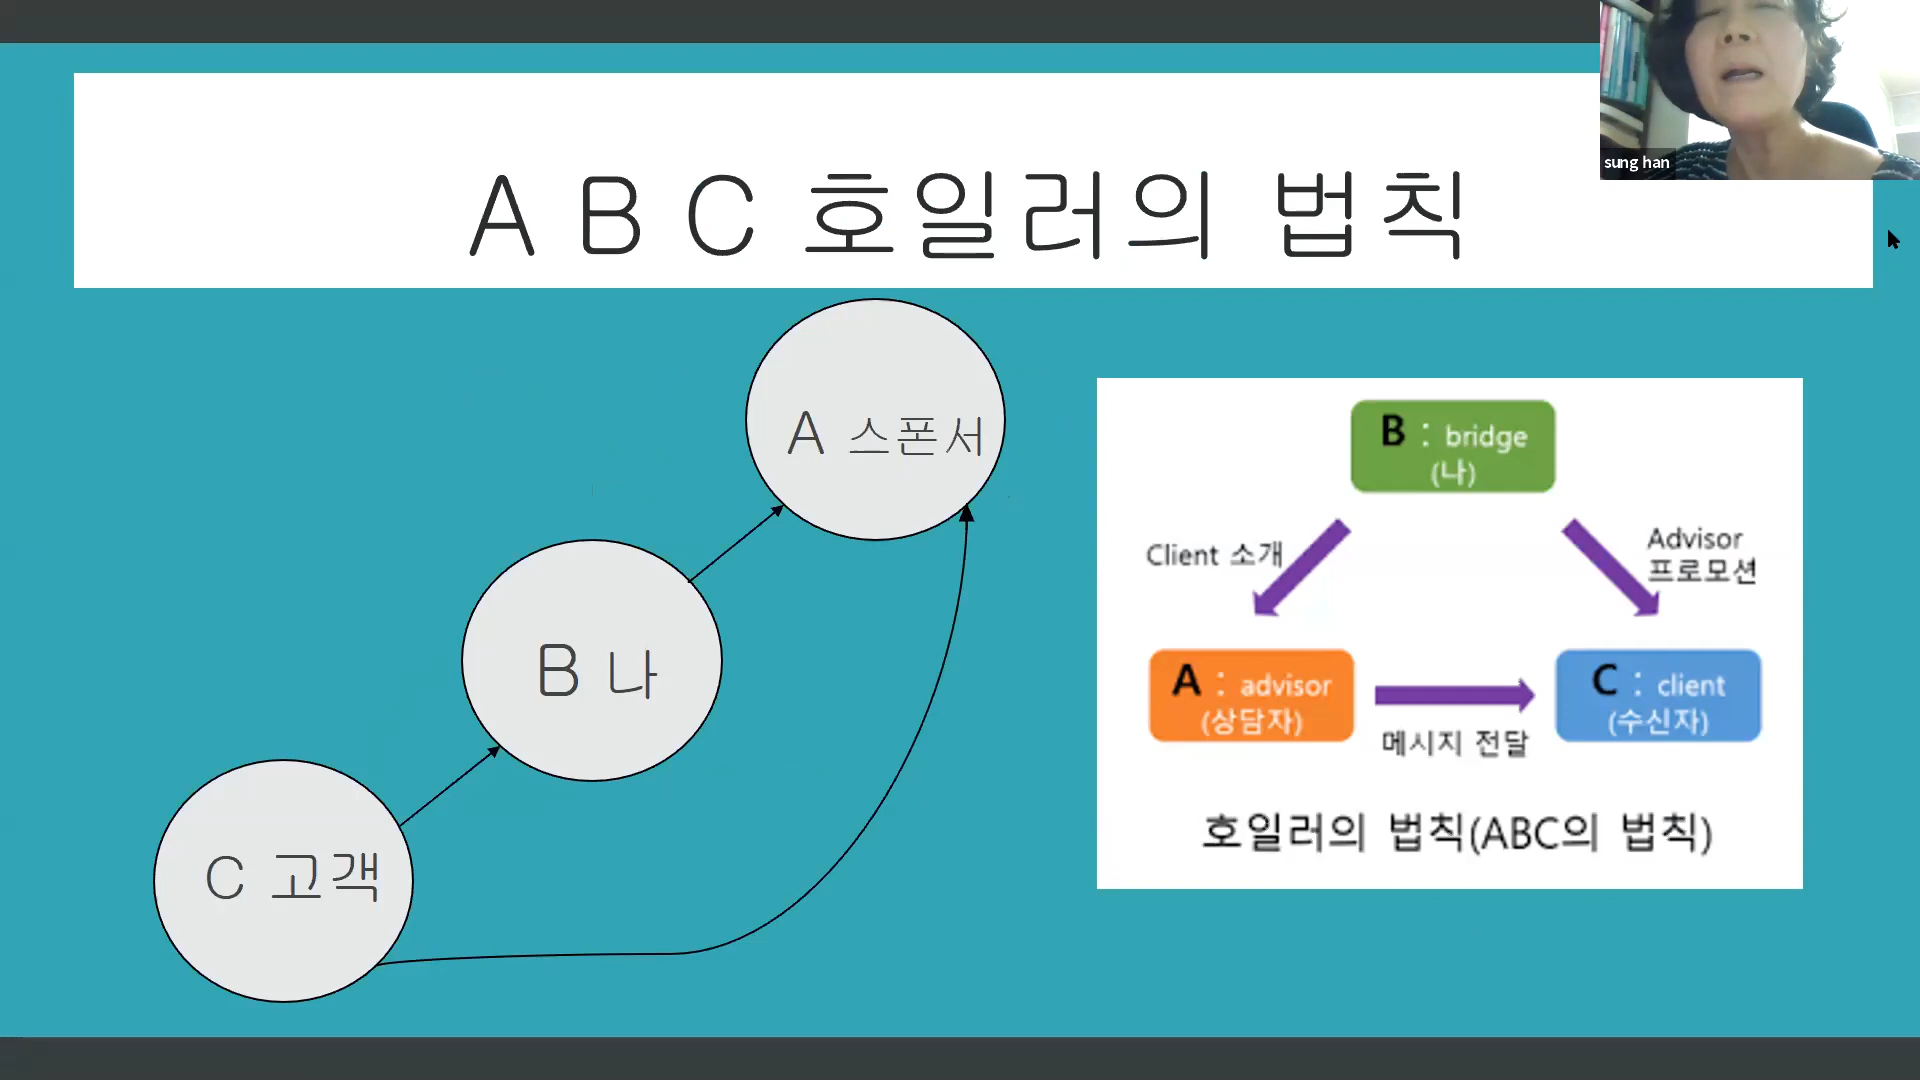 sung han
A B C 호일러의 법칙
A 스폰서
B 나
C 고객
B : bridge
(나)
Client 소개
Advisor
프로모션
A : advisor
(상담자)
C : client
(수신자)
메시지 전달
호일러의 법칙(ABC의 법칙)